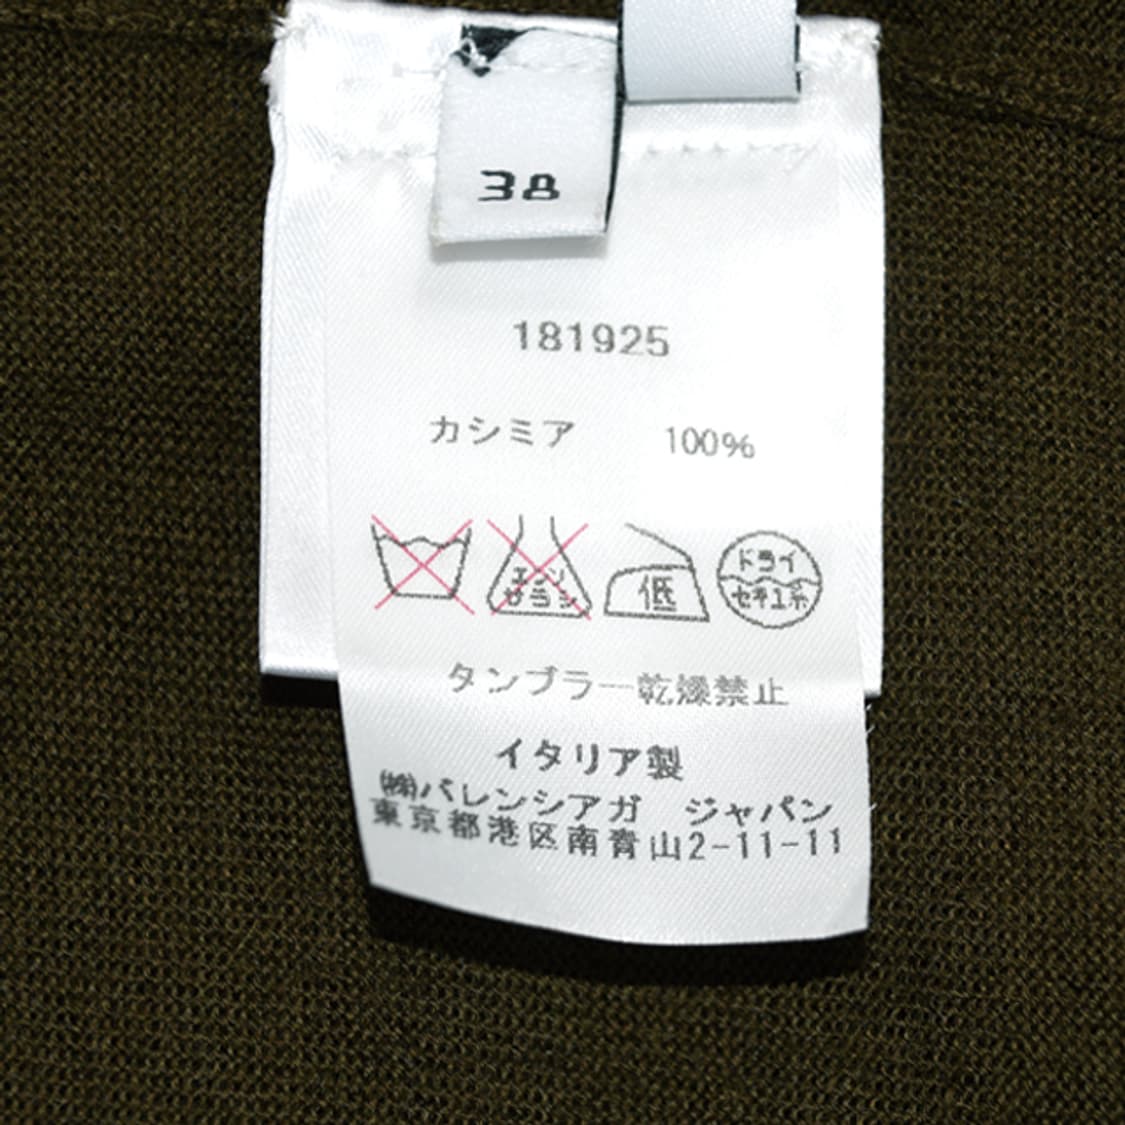 38
181925
カシミア 100%
エンソ
サラシ
低
ドライ
セキユ系
タンブラー乾燥禁止
イタリア製
㈱バレンシアガ ジャパン
東京都港区南青山2-11-11